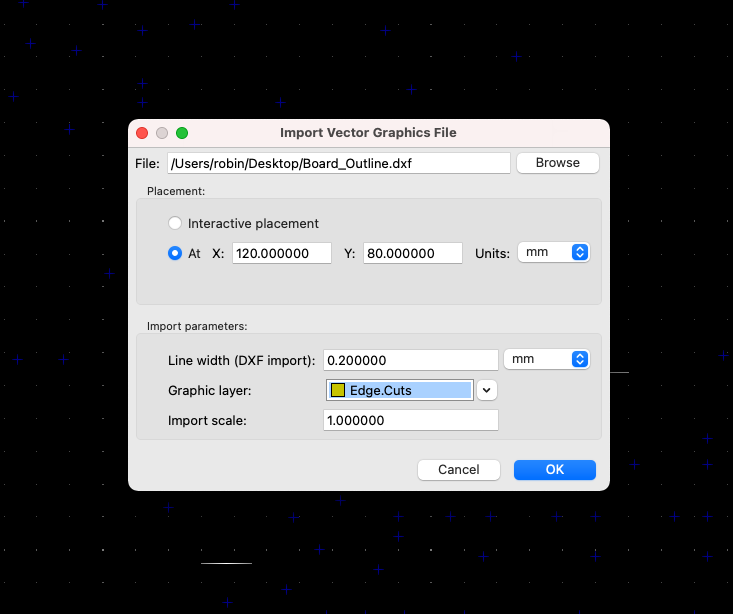 Import Vector Graphics File
File: /Users/robin/Desktop/Board_Outline.dxf Browse
Placement:
Interactive placement
At X: 120.000000 Y: 80.000000 Units: mm
Import parameters:
Line width (DXF import): 0.200000 mm
Graphic layer: Edge.Cuts
Import scale: 1.000000
Cancel OK